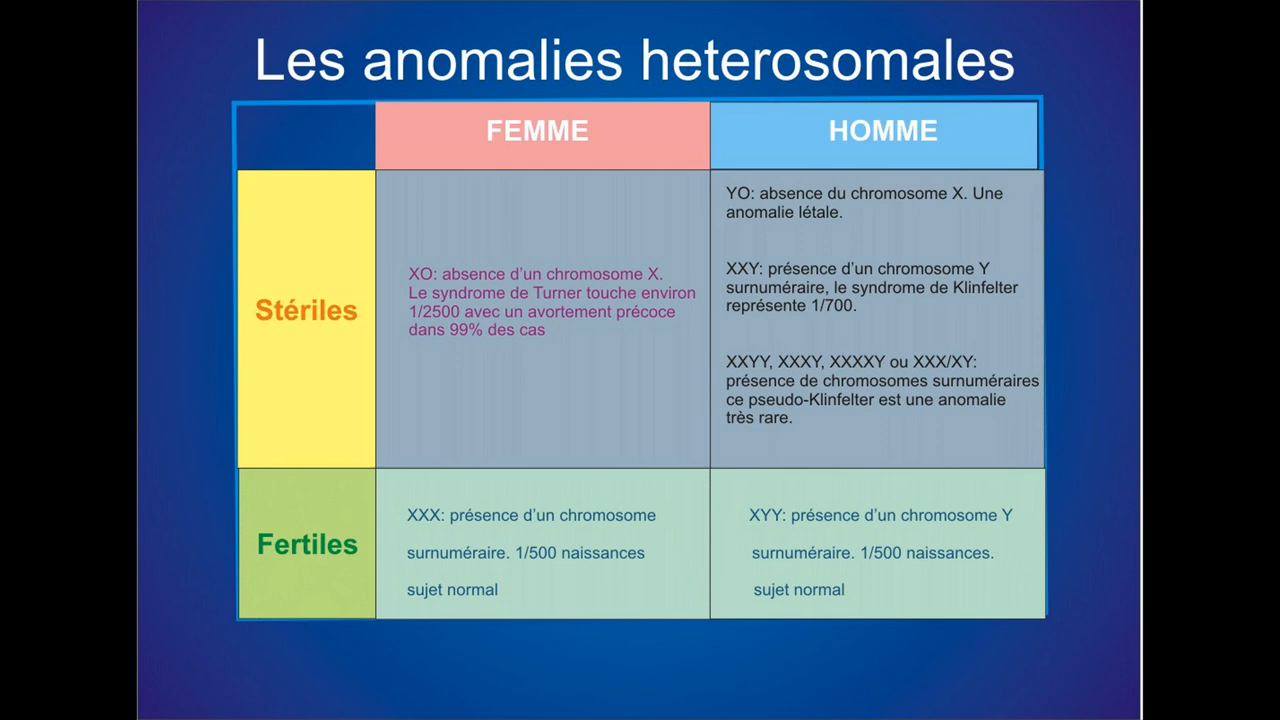 Les anomalies heterosomales
FEMME
HOMME
Stériles
XO: absence d'un chromosome X.
Le syndrome de Turner touche environ
1/2500 avec un avortement précoce
dans 99% des cas
YO: absence du chromosome X. Une
anomalie létale.
XXY: présence d'un chromosome Y
surnuméraire, le syndrome de Klinfelter
représente 1/700.
XXYY, XXXY, XXXXY ou XXX/XY:
présence de chromosomes surnuméraires
ce pseudo-Klinfelter est une anomalie
très rare.
Fertiles
XXX: présence d'un chromosome
surnuméraire. 1/500 naissances
sujet normal
XYY: présence d'un chromosome Y
surnuméraire. 1/500 naissances.
sujet normal